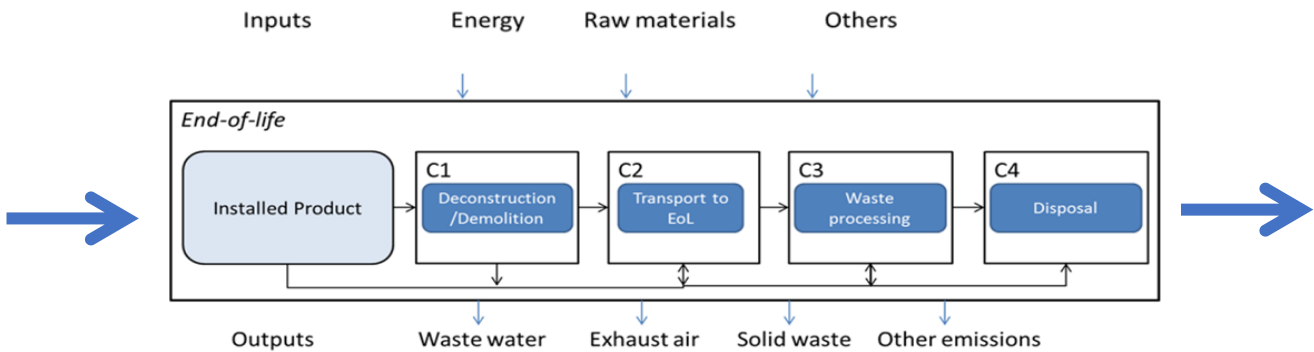 Inputs Energy Raw materials Others
End-of-life
Installed Product
C1
Deconstruction
/Demolition
C2
Transport to
EoL
C3
Waste
processing
C4
Disposal
Outputs Waste water Exhaust air Solid waste Other emissions